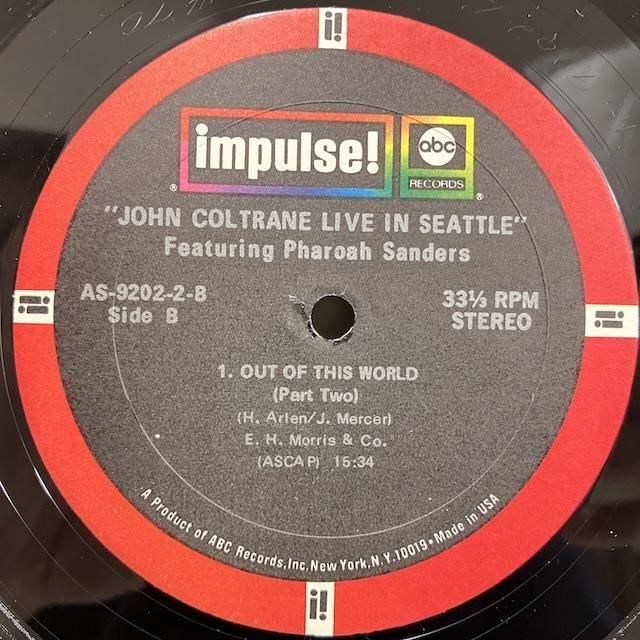 i!
impulse!
abc
RECORDS
® ®
"JOHN COLTRANE LIVE IN SEATTLE"
Featuring Pharoah Sanders
AS-9202-2-B
Side B
33⅓ RPM
STEREO
i!
i!
1. OUT OF THIS WORLD
(Part Two)
(H. Arlen/J. Mercer)
E. H. Morris & Co.
(ASCAP) 15:34
A Product of ABC Records, Inc. New York, N.Y. 10019 • Made in USA
i!